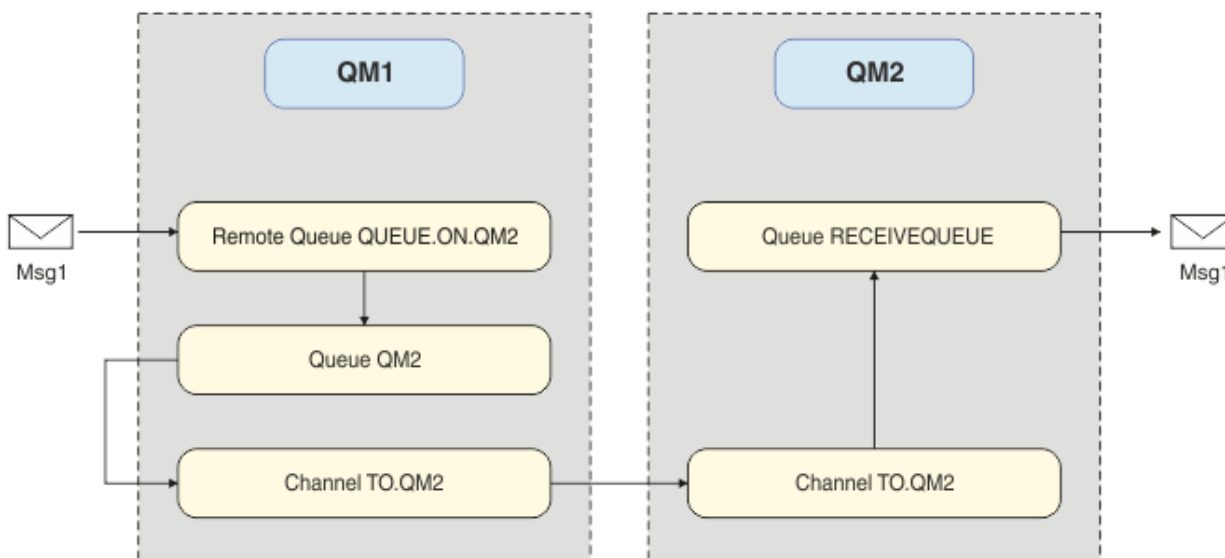 QM1
QM2
Remote Queue QUEUE.ON.QM2
Queue RECEIVEQUEUE
Msg1
Msg1
Queue QM2
Channel TO.QM2
Channel TO.QM2